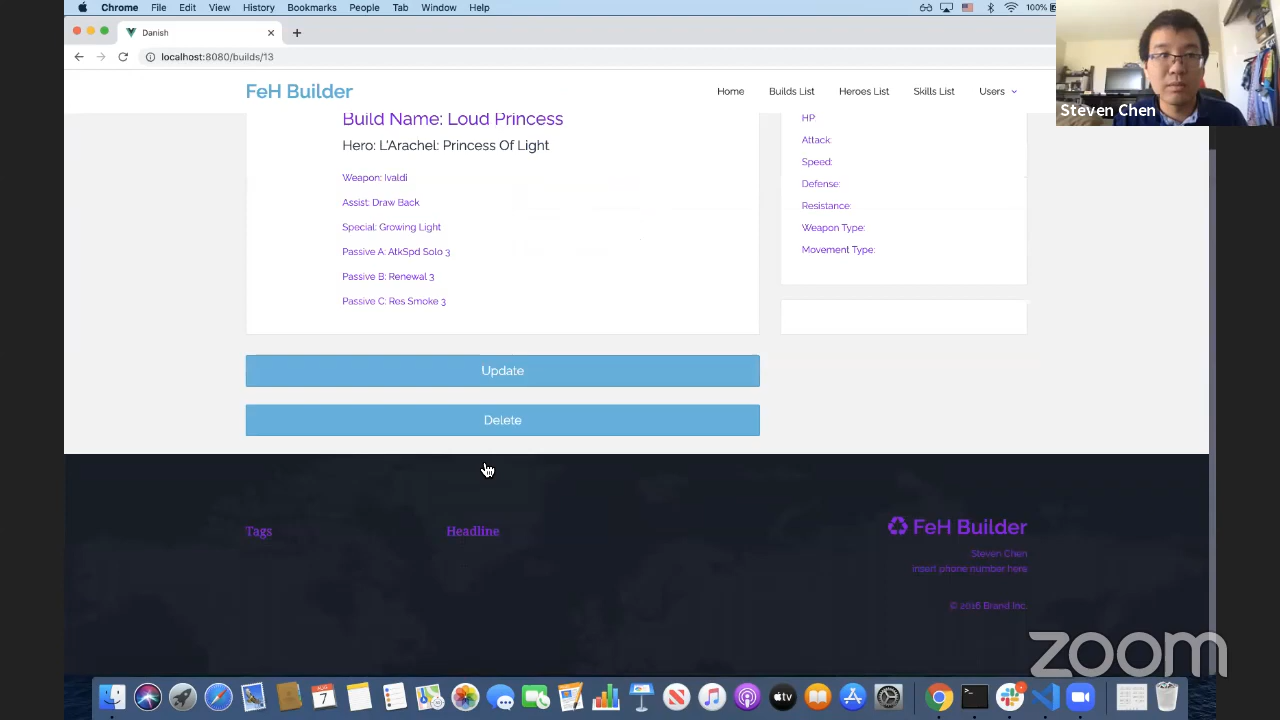 Chrome File Edit View History Bookmarks People Tab Window Help 100%
Danish
localhost:8080/builds/13
FeH Builder Home Builds List Heroes List Skills List Users
Steven Chen
Build Name: Loud Princess
Hero: L'Arachel: Princess Of Light
Weapon: Ivaldi
Assist: Draw Back
Special: Growing Light
Passive A: AtkSpd Solo 3
Passive B: Renewal 3
Passive C: Res Smoke 3
HP
Attack:
Speed:
Defense:
Resistance:
Weapon Type:
Movement Type:
Update
Delete
Tags
Headline
FeH Builder
Steven Chen
insert phone number here
© 2016 Brand Inc.
zoom
7
tv